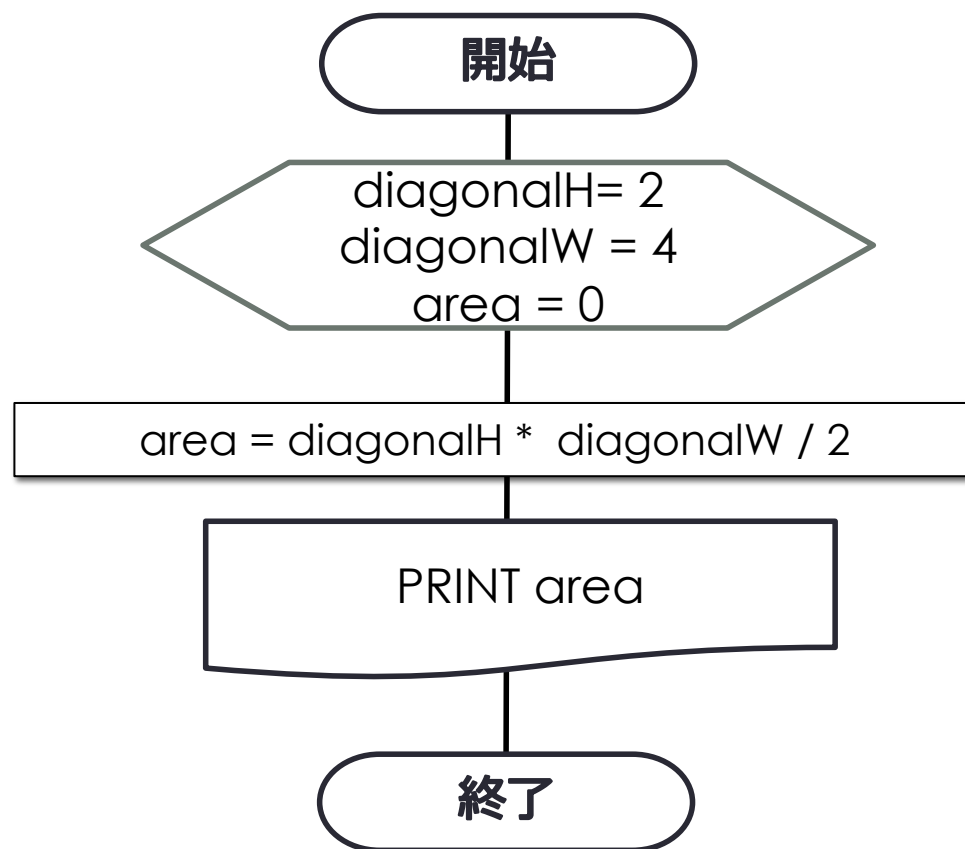 開始
diagonalH= 2
diagonalW = 4
area = 0
area = diagonalH * diagonalW / 2
PRINT area
終了